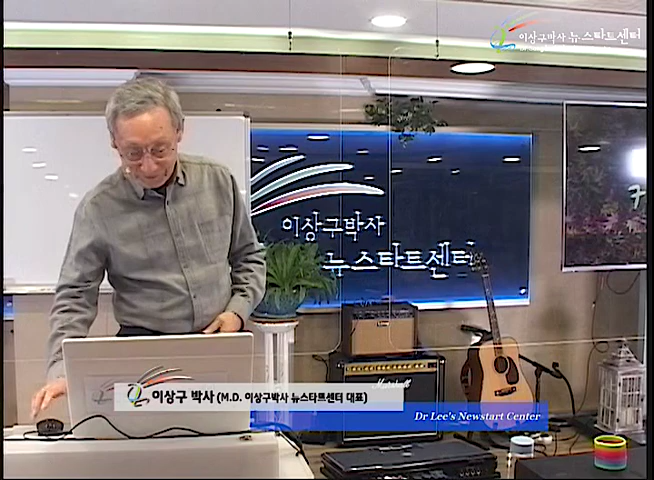 이상구박사 뉴스타트센터
이상구박사
뉴스타트센터
Marshall
이상구 박사 (M.D. 이상구박사 뉴스타트센터 대표)
Dr Lee's Newstart Center